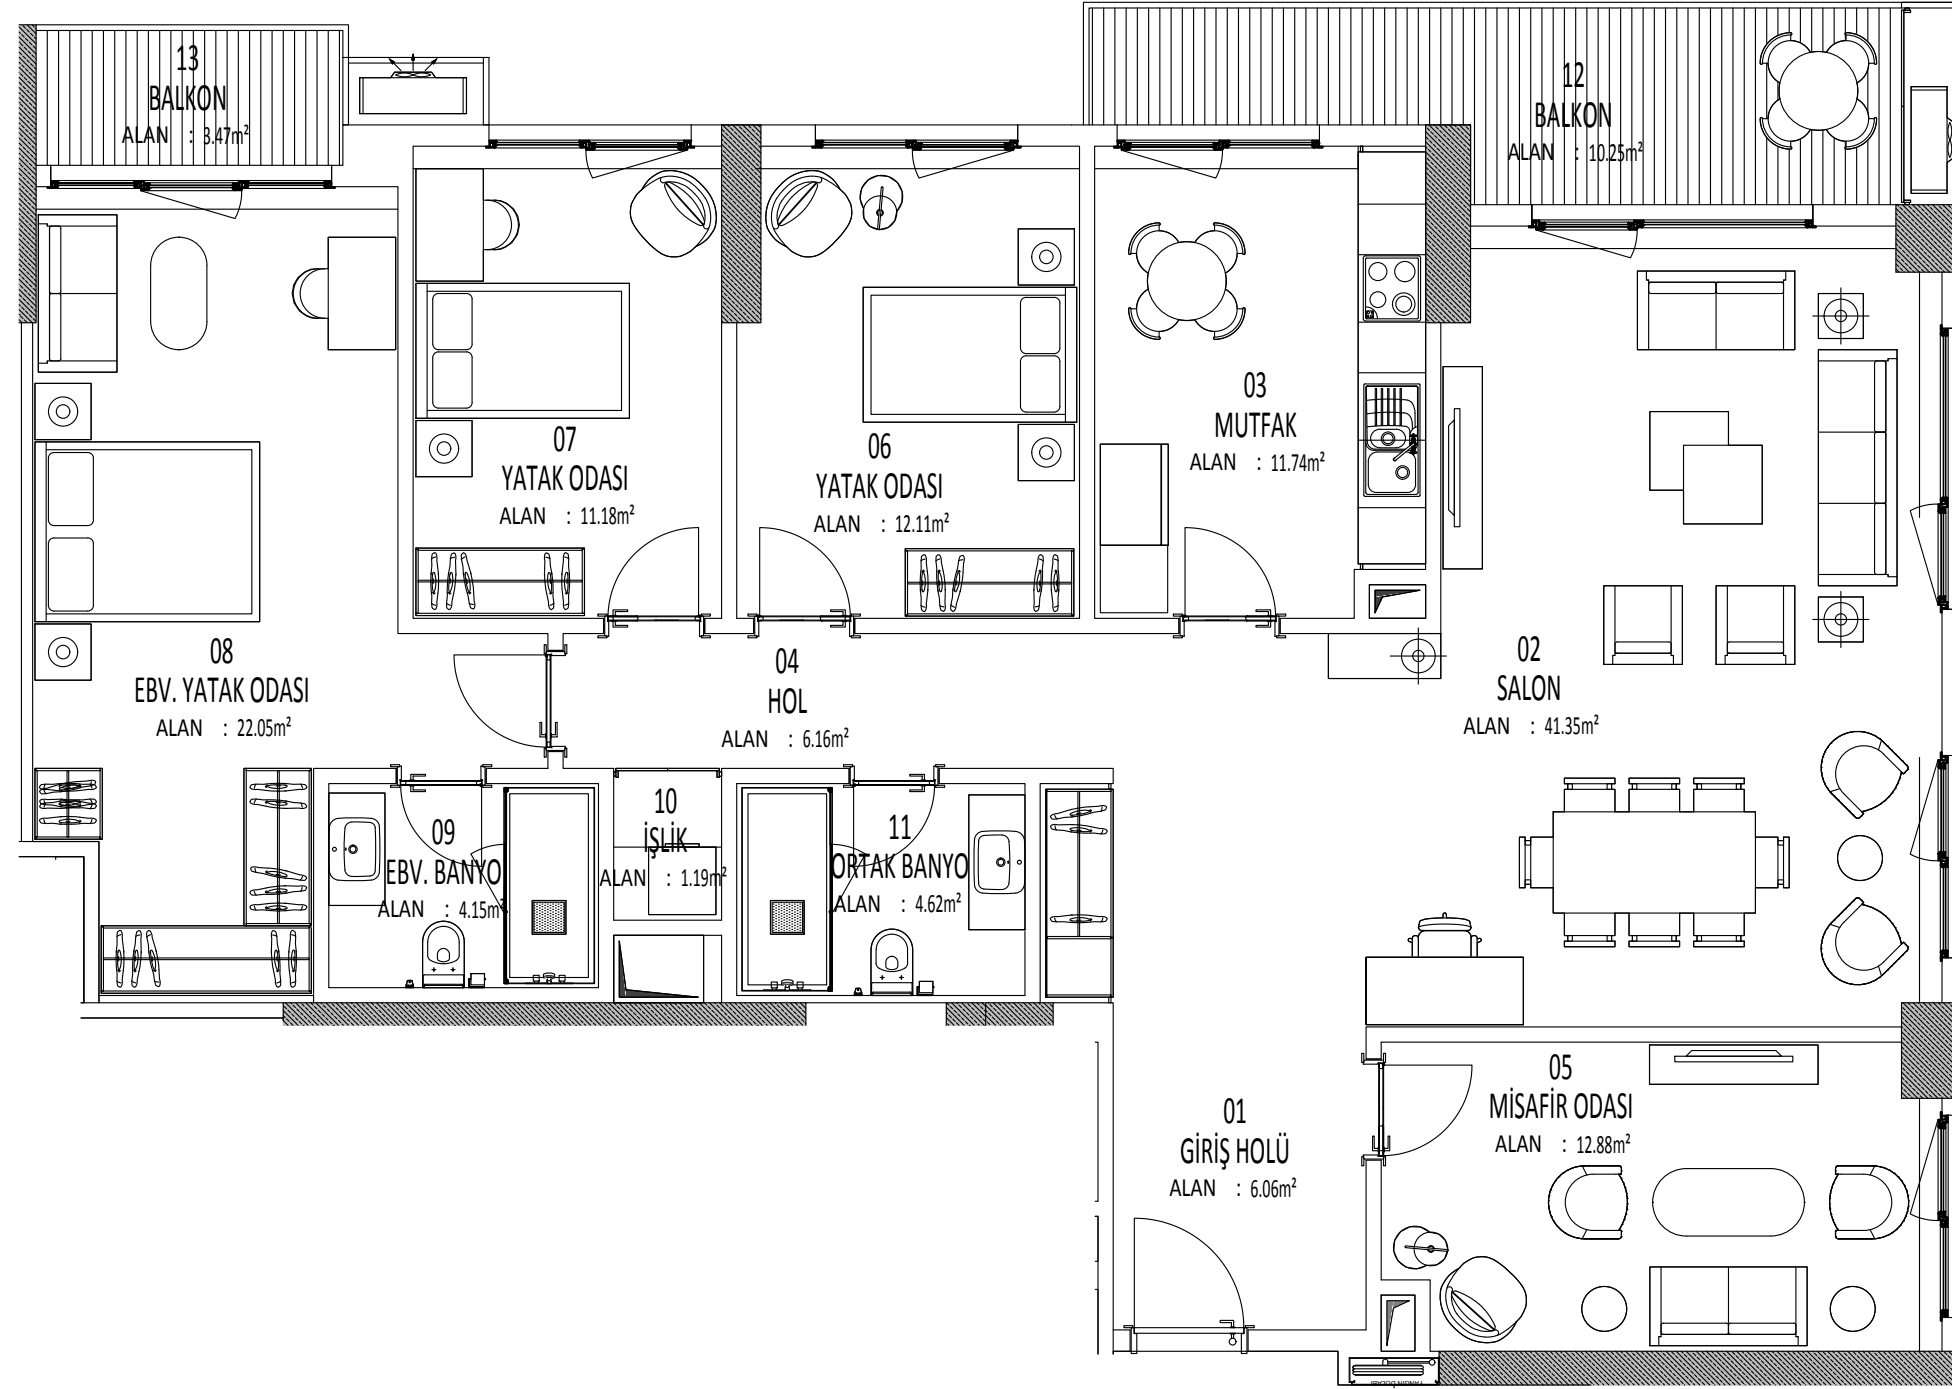 13
BALKON
ALAN : 3.47m²
12
BALKON
ALAN : 10.25m²
03
MUTFAK
ALAN : 11.74m²
07
YATAK ODASI
ALAN : 11.18m²
06
YATAK ODASI
ALAN : 12.11m²
08
EBV. YATAK ODASI
ALAN : 22.05m²
04
HOL
ALAN : 6.16m²
02
SALON
ALAN : 41.35m²
09
EBV. BANYO
ALAN : 4.15m²
10
İŞLİK
ALAN : 1.19m²
11
ORTAK BANYO
ALAN : 4.62m²
05
MİSAFİR ODASI
ALAN : 12.88m²
01
GİRİŞ HOLÜ
ALAN : 6.06m²